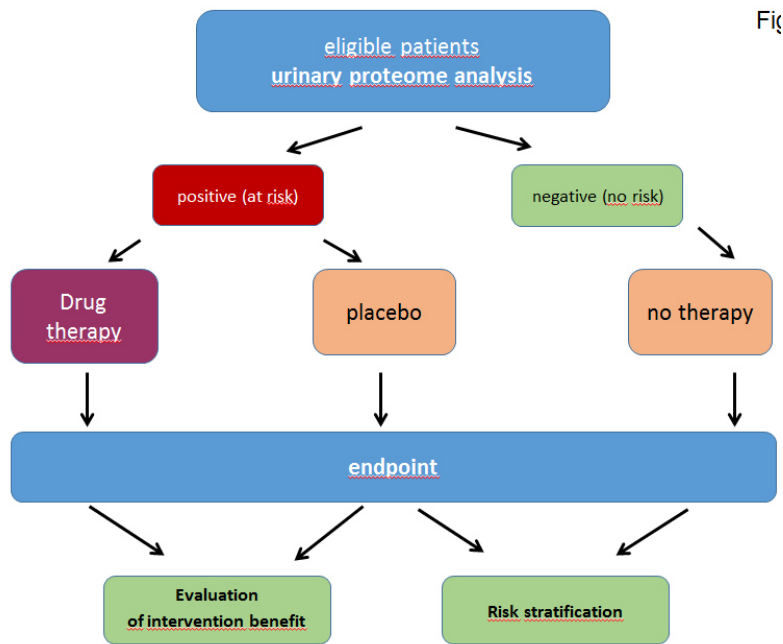 Fig
eligible patients
urinary proteome analysis
positive (at risk)
negative (no risk)
Drug
therapy
placebo
no therapy
endpoint
Evaluation
of intervention benefit
Risk stratification